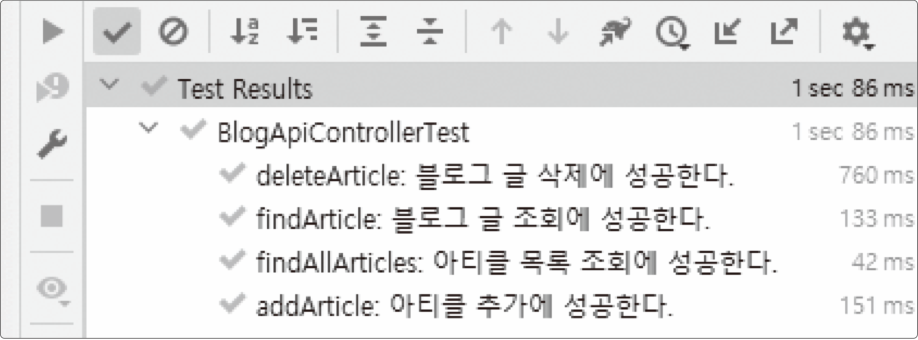 Test Results 1 sec 86 ms
BlogApiControllerTest 1 sec 86 ms
deleteArticle: 블로그 글 삭제에 성공한다. 760 ms
findArticle: 블로그 글 조회에 성공한다. 133 ms
findAllArticles: 아티클 목록 조회에 성공한다. 42 ms
addArticle: 아티클 추가에 성공한다. 151 ms